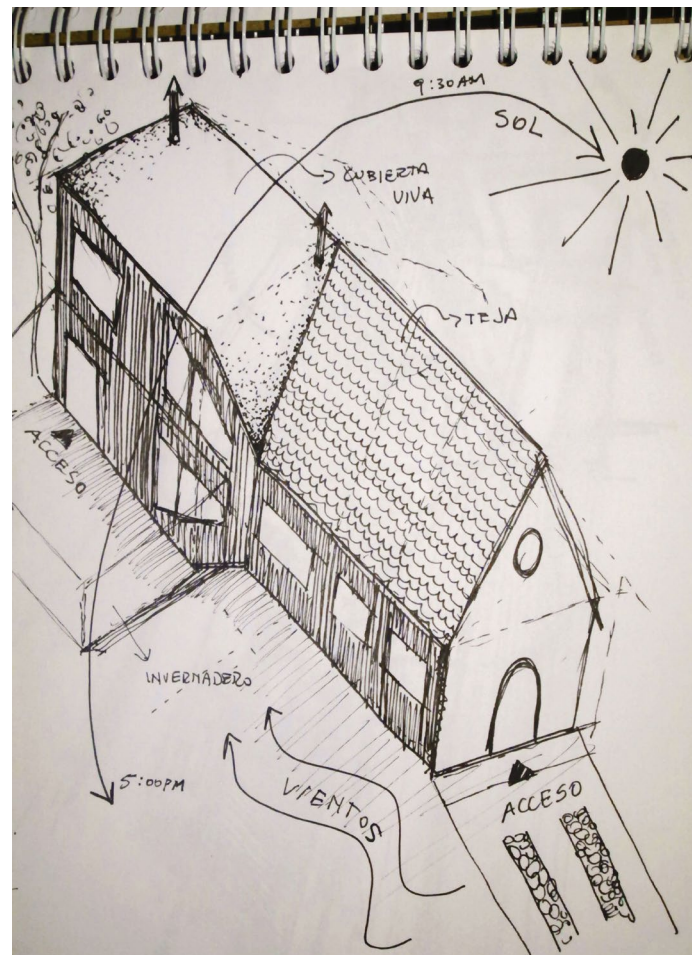 9:30AM
SOL
CUBIERTA
VIVA
TEJA
ACCESO
INVERNADERO
5:00PM
VIENTOS
ACCESO